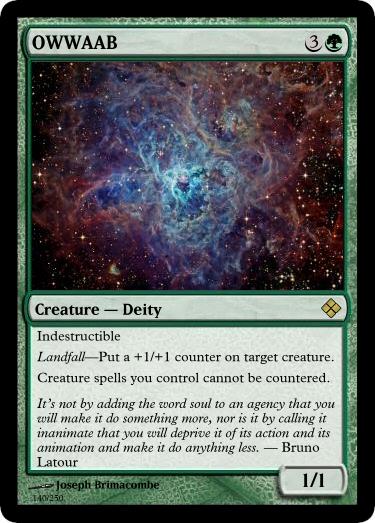 OWWAAB 3
Creature — Deity
Indestructible
Landfall—Put a +1/+1 counter on target creature.
Creature spells you control cannot be countered.
It's not by adding the word soul to an agency that you
will make it do something more, nor is it by calling it
inanimate that you will deprive it of its action and its
animation and make it do anything less. — Bruno
Latour
1/1
Joseph Brimacombe
140/250